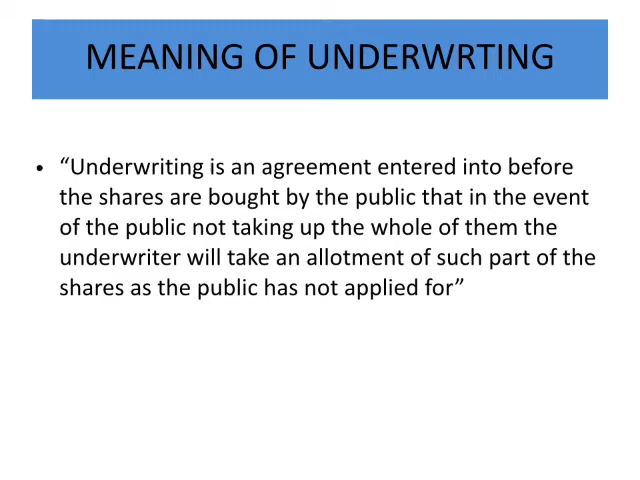 MEANING OF UNDERWRTING
• “Underwriting is an agreement entered into before
the shares are bought by the public that in the event
of the public not taking up the whole of them the
underwriter will take an allotment of such part of the
shares as the public has not applied for”